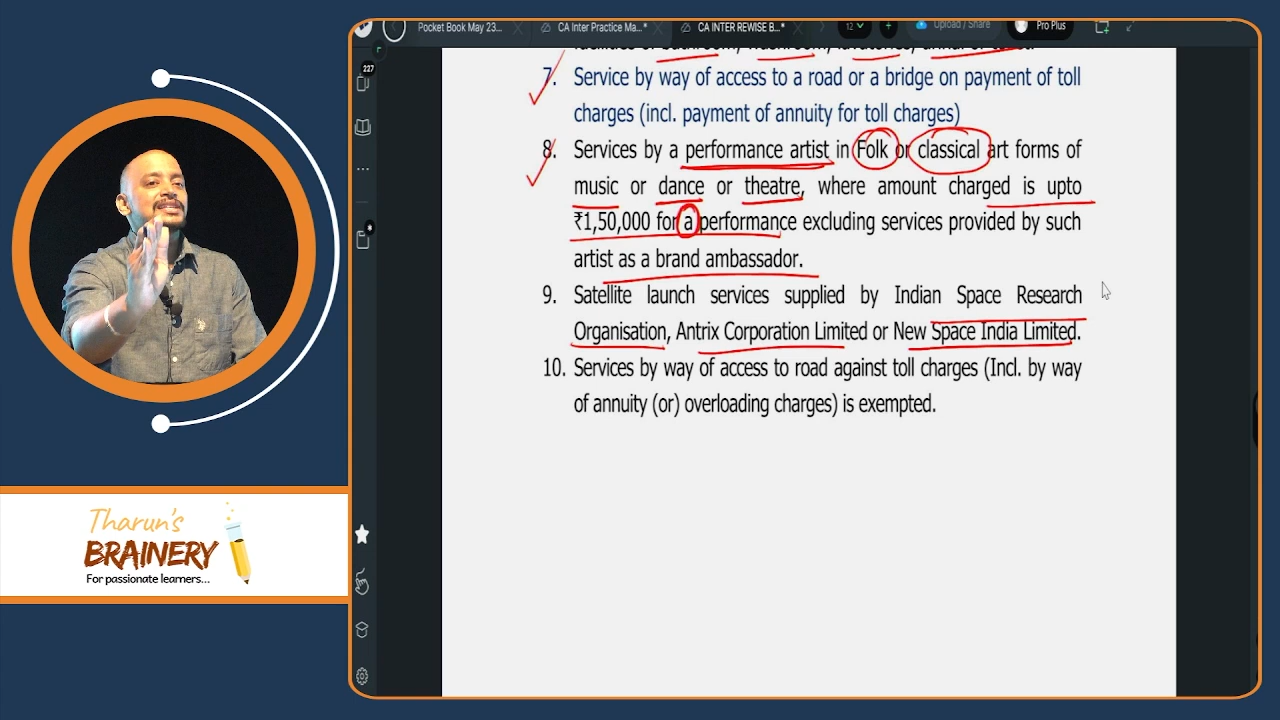 Pocket Book May 23...
CA Inter Practice Ma...*
CA INTER REWISE B...*
12
Upload / Share
Pro Plus
227
7. Service by way of access to a road or a bridge on payment of toll
charges (incl. payment of annuity for toll charges)
8. Services by a performance artist in Folk or classical art forms of
music or dance or theatre, where amount charged is upto
₹1,50,000 for a performance excluding services provided by such
artist as a brand ambassador.
9. Satellite launch services supplied by Indian Space Research
Organisation, Antrix Corporation Limited or New Space India Limited.
10. Services by way of access to road against toll charges (Incl. by way
of annuity (or) overloading charges) is exempted.
Tharun's
BRAINERY
For passionate learners...